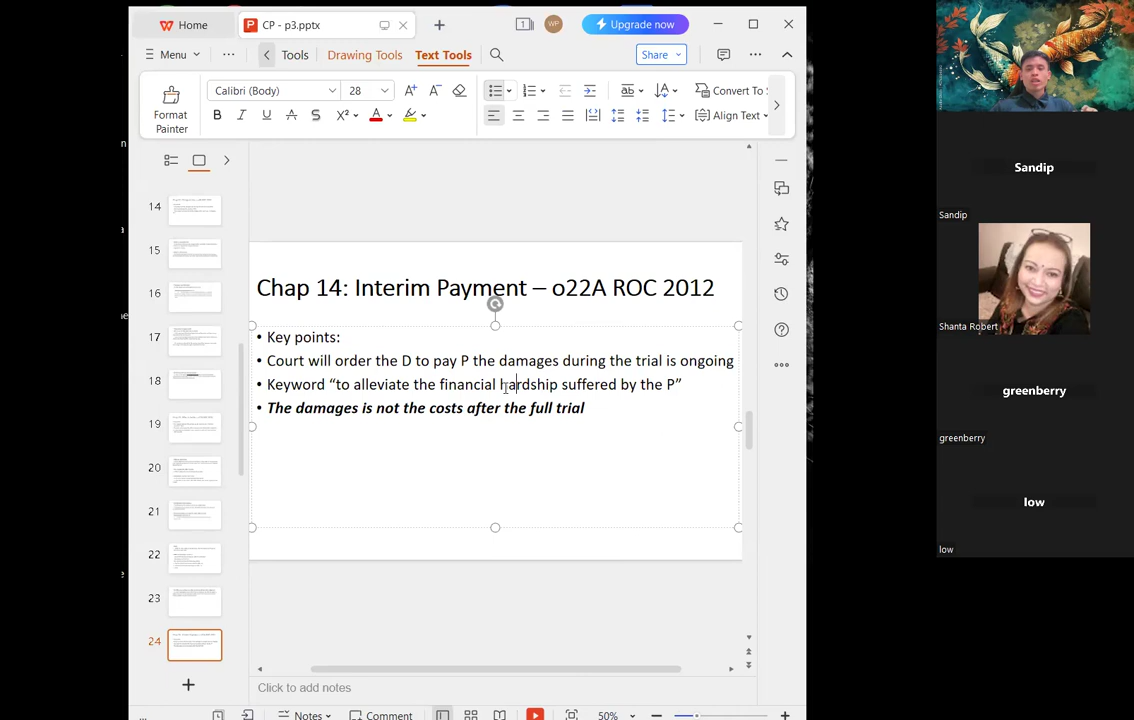 Home
CP - p3.pptx
WP
Upgrade now
Menu
Tools
Drawing Tools
Text Tools
Share
Format
Painter
Calibri (Body)
28
Convert To
Align Text
14
15
16
17
18
19
20
21
22
23
24
Chap 14: Interim Payment – o22A ROC 2012
• Key points:
• Court will order the D to pay P the damages during the trial is ongoing
• Keyword “to alleviate the financial hardship suffered by the P”
• The damages is not the costs after the full trial
Click to add notes
Notes
Comment
50%
Sandip
Sandip
Shanta Robert
greenberry
greenberry
low
low